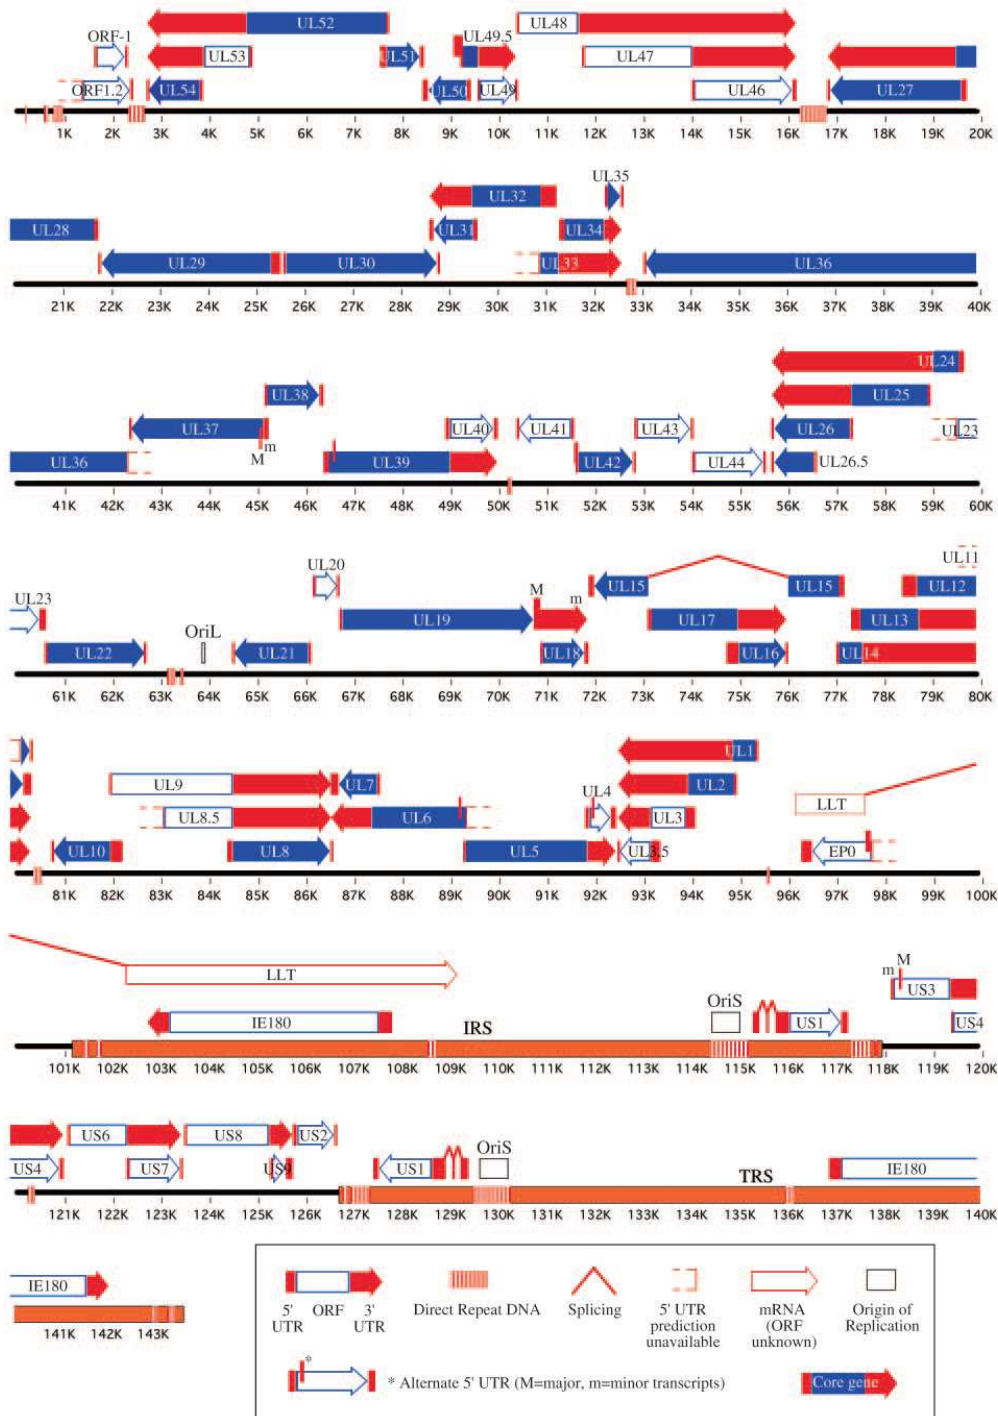 UL52
ORF-1
UL53
UL51
UL49.5
UL48
UL47
ORF1.2
UL54
UL50
UL49
UL46
UL27
1K 2K 3K 4K 5K 6K 7K 8K 9K 10K 11K 12K 13K 14K 15K 16K 17K 18K 19K 20K
UL35
UL32
UL28
UL31
UL34
UL29
UL30
UL33
UL36
21K 22K 23K 24K 25K 26K 27K 28K 29K 30K 31K 32K 33K 34K 35K 36K 37K 38K 39K 40K
UL24
UL38
UL25
UL37
M
m
UL40
UL41
UL43
UL26
UL23
UL36
UL39
UL42
UL44
UL26.5
41K 42K 43K 44K 45K 46K 47K 48K 49K 50K 51K 52K 53K 54K 55K 56K 57K 58K 59K 60K
UL11
UL20
UL15
UL15
UL12
UL23
UL19
M
m
UL17
UL13
OriL
UL22
UL21
UL18
UL16
UL14
61K 62K 63K 64K 65K 66K 67K 68K 69K 70K 71K 72K 73K 74K 75K 76K 77K 78K 79K 80K
UL1
UL9
UL7
UL4
UL2
UL8.5
UL6
UL3
LLT
UL10
UL8
UL5
UL3.5
EP0
81K 82K 83K 84K 85K 86K 87K 88K 89K 90K 91K 92K 93K 94K 95K 96K 97K 98K 99K 100K
LLT
M
m
US3
OriS
IE180
IRS
US1
US4
101K 102K 103K 104K 105K 106K 107K 108K 109K 110K 111K 112K 113K 114K 115K 116K 117K 118K 119K 120K
US6
US8
US2
US4
US7
US9
US1
OriS
TRS
IE180
121K 122K 123K 124K 125K 126K 127K 128K 129K 130K 131K 132K 133K 134K 135K 136K 137K 138K 139K 140K
IE180
141K 142K 143K
5' UTR
ORF
3' UTR
Direct Repeat DNA
Splicing
5' UTR
prediction
unavailable
mRNA
(ORF
unknown)
Origin of
Replication
*
* Alternate 5' UTR (M=major, m=minor transcripts)
Core gene